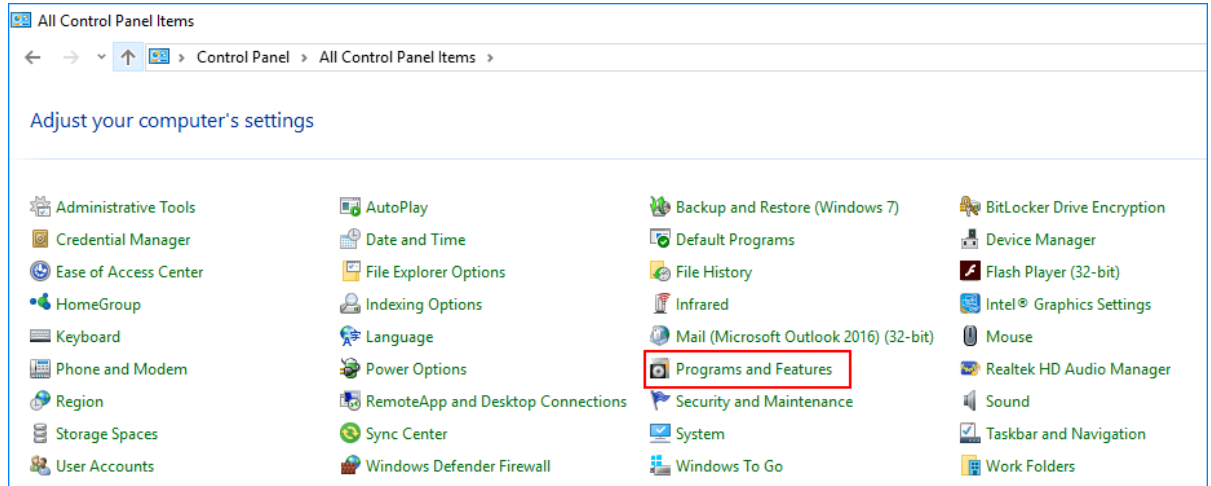 All Control Panel Items
Control Panel > All Control Panel Items >
Adjust your computer's settings
Administrative Tools AutoPlay Backup and Restore (Windows 7) BitLocker Drive Encryption
Credential Manager Date and Time Default Programs Device Manager
Ease of Access Center File Explorer Options File History Flash Player (32-bit)
HomeGroup Indexing Options Infrared Intel® Graphics Settings
Keyboard Language Mail (Microsoft Outlook 2016) (32-bit) Mouse
Phone and Modem Power Options Programs and Features Realtek HD Audio Manager
Region RemoteApp and Desktop Connections Security and Maintenance Sound
Storage Spaces Sync Center System Taskbar and Navigation
User Accounts Windows Defender Firewall Windows To Go Work Folders